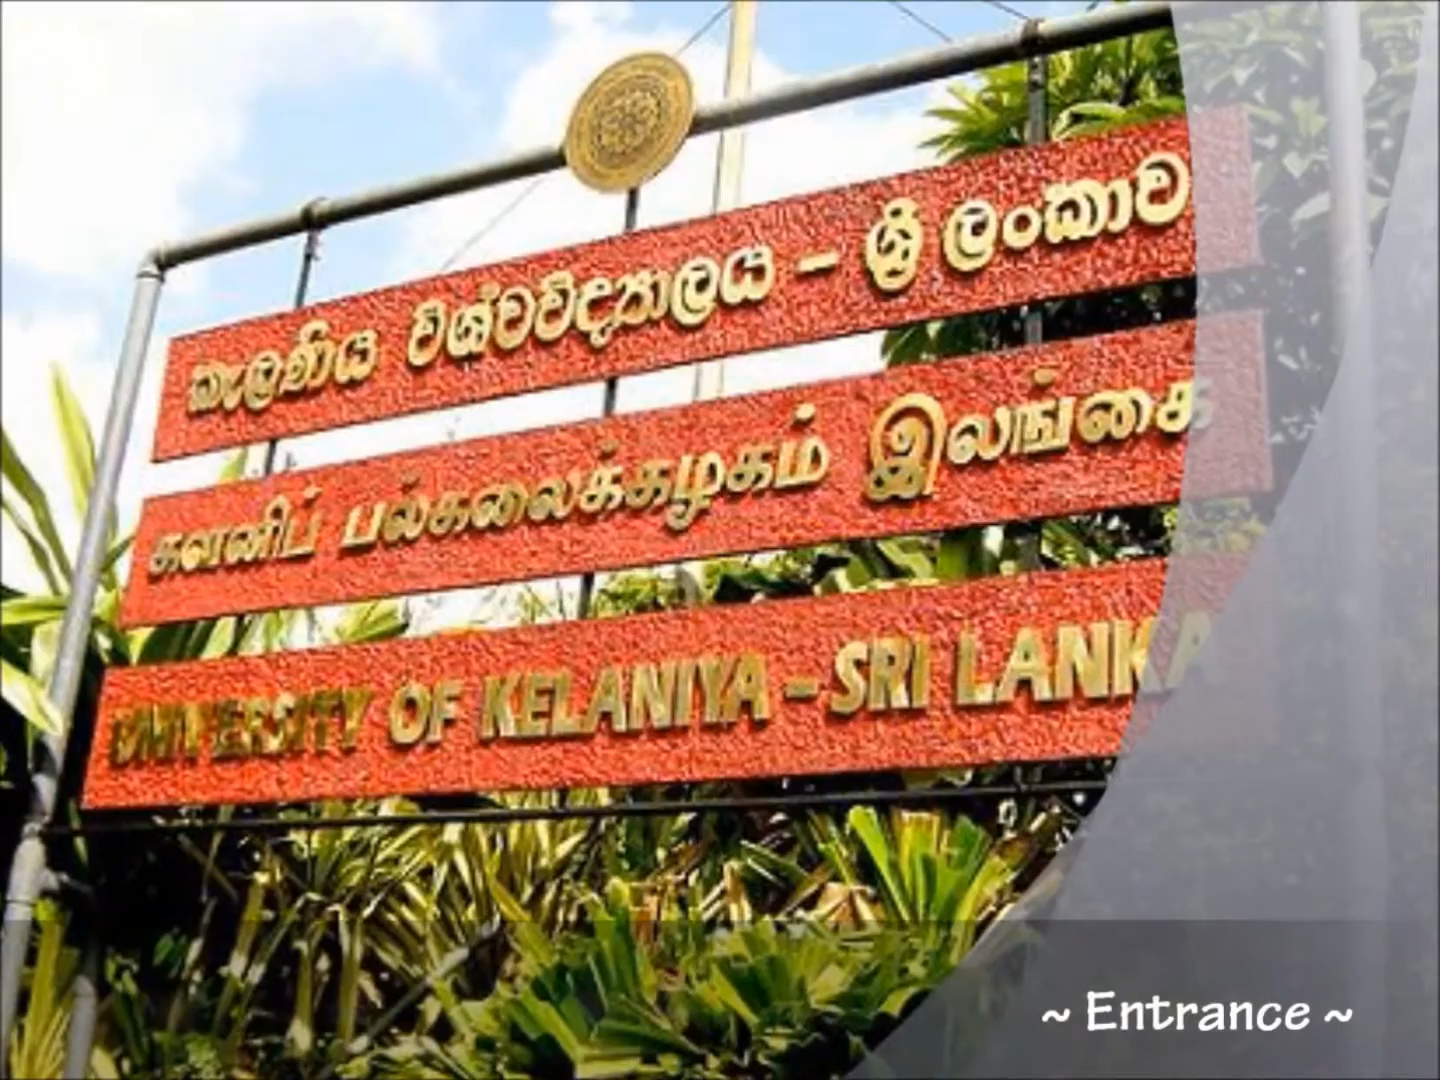 කැලණිය විශ්වවිද්‍යාලය - ශ්‍රී ලංකාව
களனிப் பல்கலைக்கழகம் இலங்கை
UNIVERSITY OF KELANIYA - SRI LANKA
~ Entrance ~